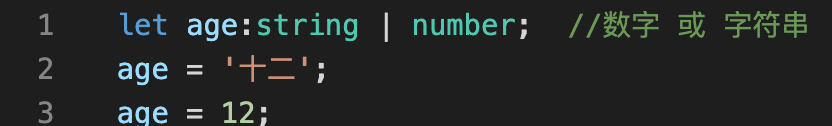 1 let age:string | number; //数字 或 字符串
2 age = '十二';
3 age = 12;